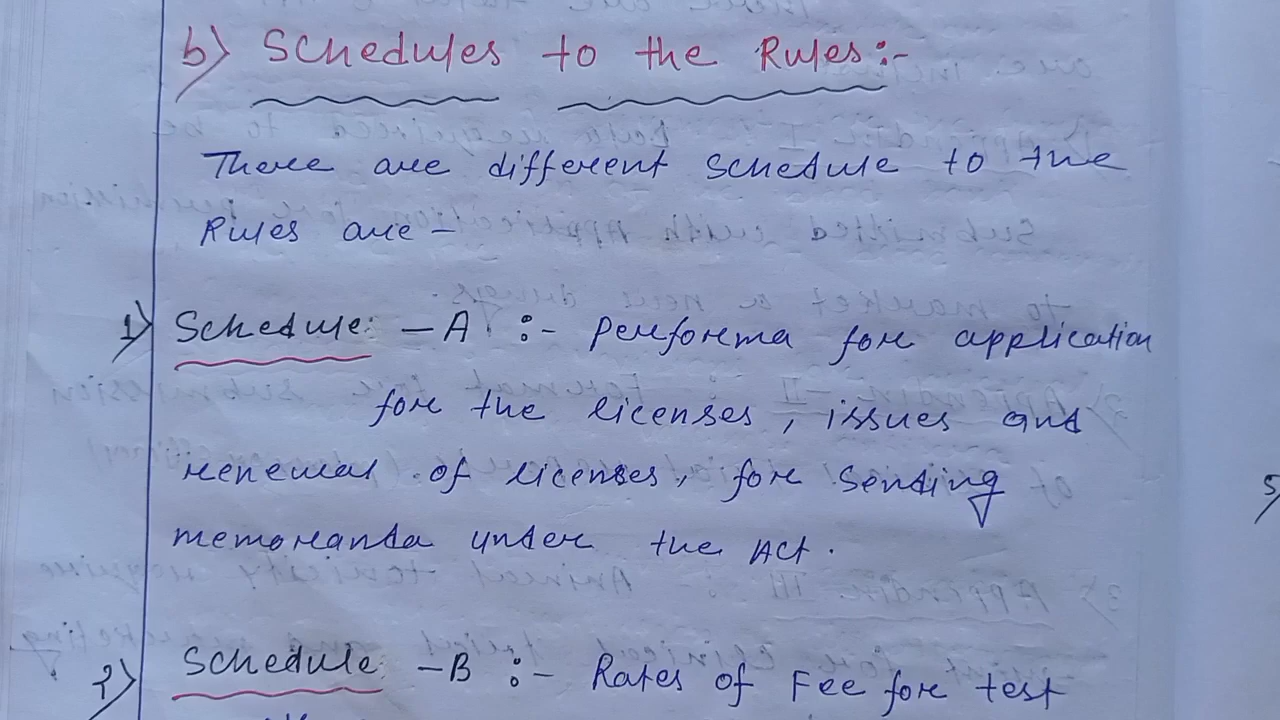 b) Schedules to the Rules :-
There are different schedule to the
Rules are -
1) Schedule: - A :- Performa for application
for the licenses, issues and
renewal of licenses, for sending
memoranda under the Act.
2) Schedule: - B :- Rates of Fee for test
5)